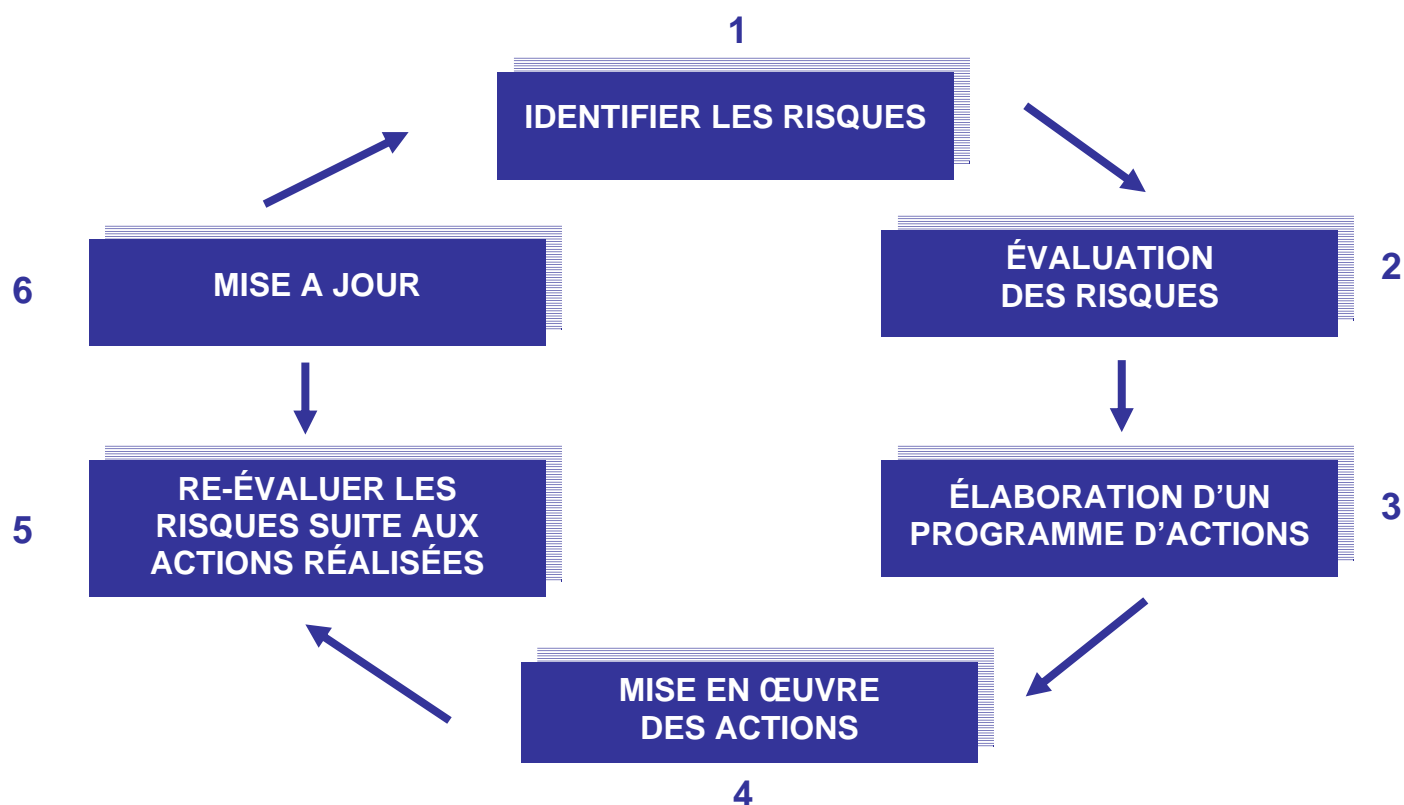 1
IDENTIFIER LES RISQUES
ÉVALUATION
DES RISQUES
2
ÉLABORATION D’UN
PROGRAMME D’ACTIONS
3
MISE EN ŒUVRE
DES ACTIONS
4
RE-ÉVALUER LES
RISQUES SUITE AUX
ACTIONS RÉALISÉES
5
MISE A JOUR
6